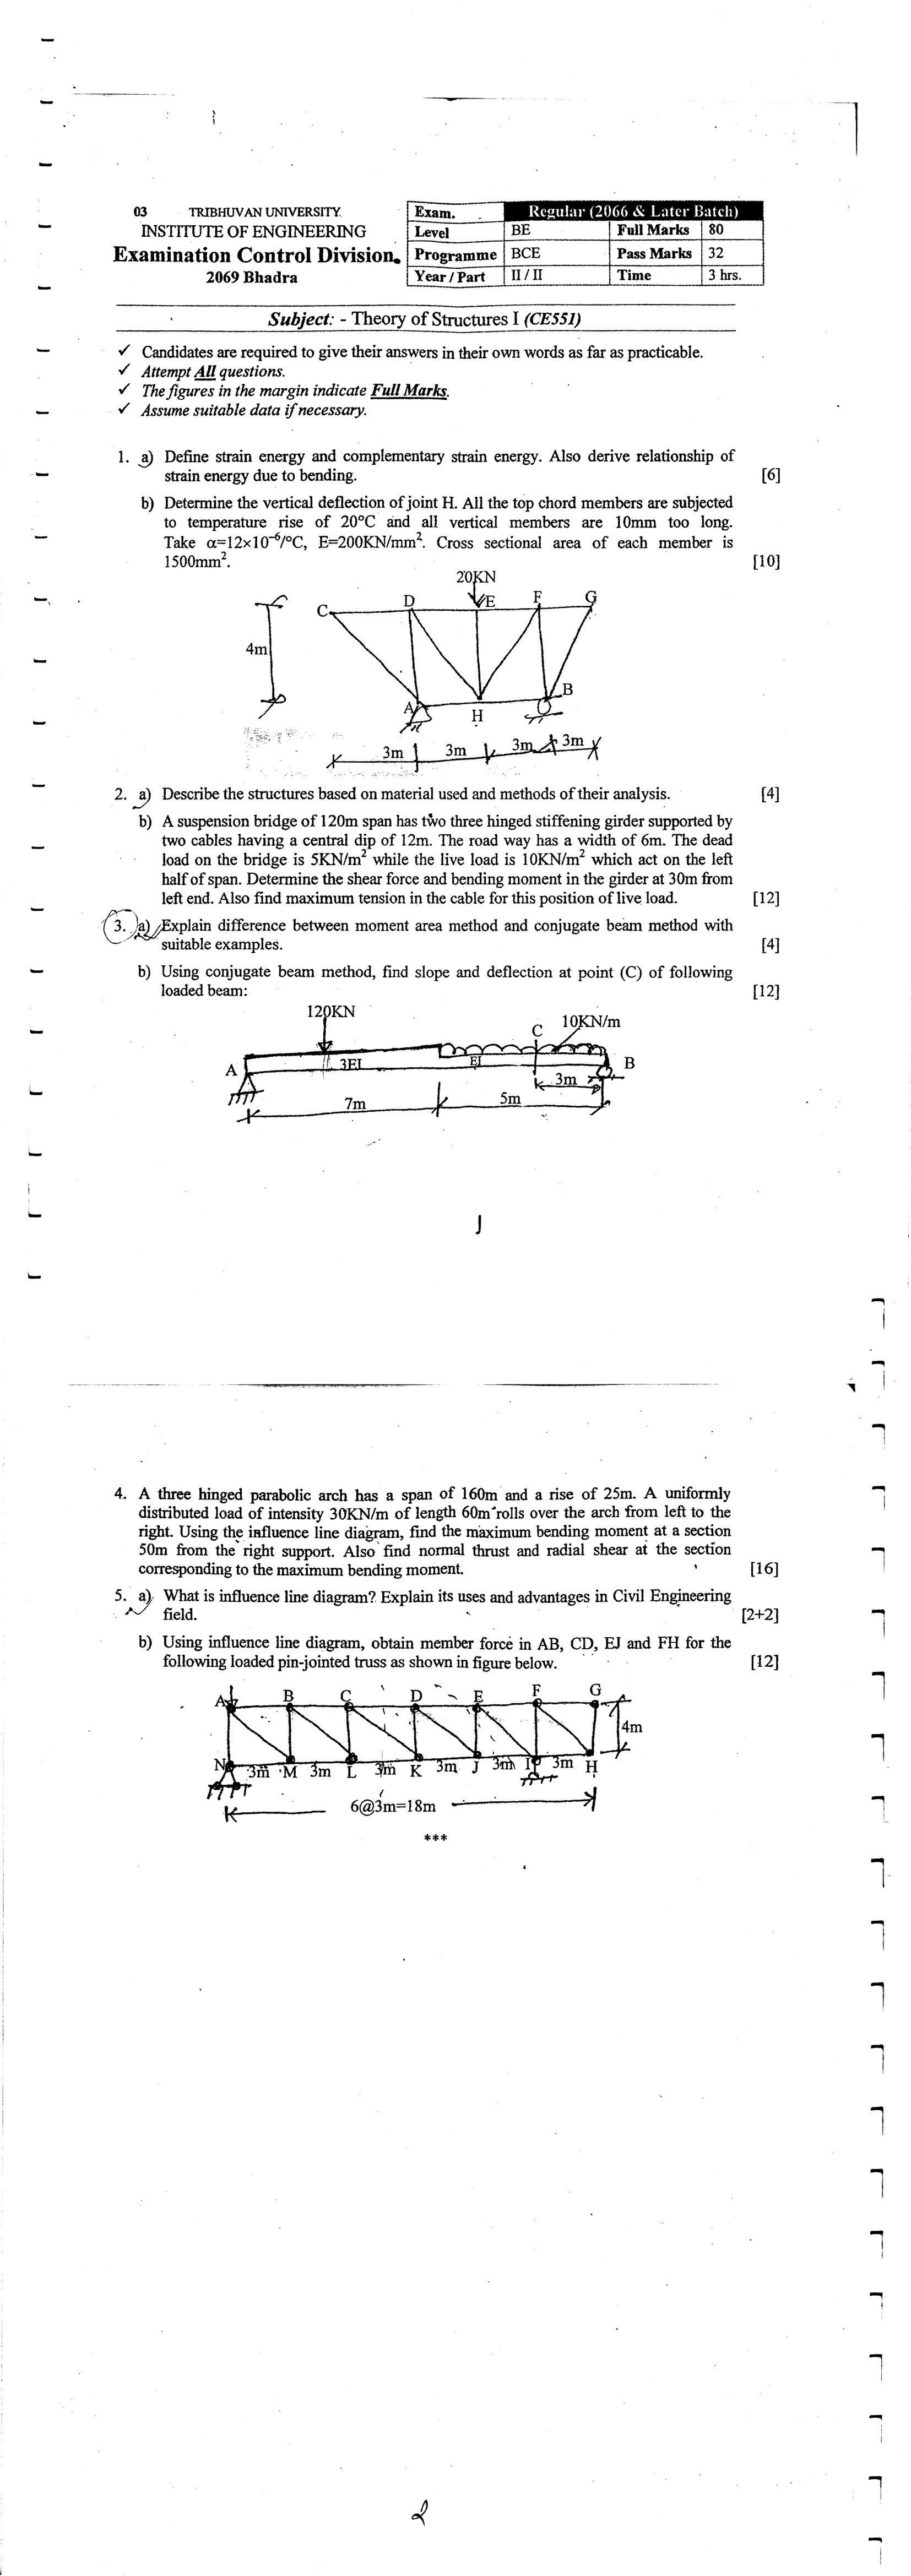 03 TRIBHUVAN UNIVERSITY
INSTITUTE OF ENGINEERING
Examination Control Division
2069 Bhadra
Exam. Regular (2066 & Later Batch)
Level BE Full Marks 80
Programme BCE Pass Marks 32
Year / Part II / II Time 3 hrs.
Subject: - Theory of Structures I (CE551)
✓ Candidates are required to give their answers in their own words as far as practicable.
✓ Attempt All questions.
✓ The figures in the margin indicate Full Marks.
✓ Assume suitable data if necessary.
1. a) Define strain energy and complementary strain energy. Also derive relationship of
strain energy due to bending. [6]
b) Determine the vertical deflection of joint H. All the top chord members are subjected
to temperature rise of 20°C and all vertical members are 10mm too long.
Take α=12×10⁻⁶/°C, E=200KN/mm². Cross sectional area of each member is
1500mm². [10]
20KN
C D E F G
4m
A H B
3m 3m 3m 3m
2. a) Describe the structures based on material used and methods of their analysis. [4]
b) A suspension bridge of 120m span has two three hinged stiffening girder supported by
two cables having a central dip of 12m. The road way has a width of 6m. The dead
load on the bridge is 5KN/m² while the live load is 10KN/m² which act on the left
half of span. Determine the shear force and bending moment in the girder at 30m from
left end. Also find maximum tension in the cable for this position of live load. [12]
3. a) Explain difference between moment area method and conjugate beam method with
suitable examples. [4]
b) Using conjugate beam method, find slope and deflection at point (C) of following
loaded beam: [12]
120KN
C 10KN/m
A 3EI EI B
3m
7m 5m
J
4. A three hinged parabolic arch has a span of 160m and a rise of 25m. A uniformly
distributed load of intensity 30KN/m of length 60m rolls over the arch from left to the
right. Using the influence line diagram, find the maximum bending moment at a section
50m from the right support. Also find normal thrust and radial shear at the section
corresponding to the maximum bending moment. [16]
5. a) What is influence line diagram? Explain its uses and advantages in Civil Engineering
field. [2+2]
b) Using influence line diagram, obtain member force in AB, CD, EJ and FH for the
following loaded pin-jointed truss as shown in figure below. [12]
A B C D E F G
4m
N 3m M 3m L 3m K 3m J 3m I 3m H
6@3m=18m
***
2